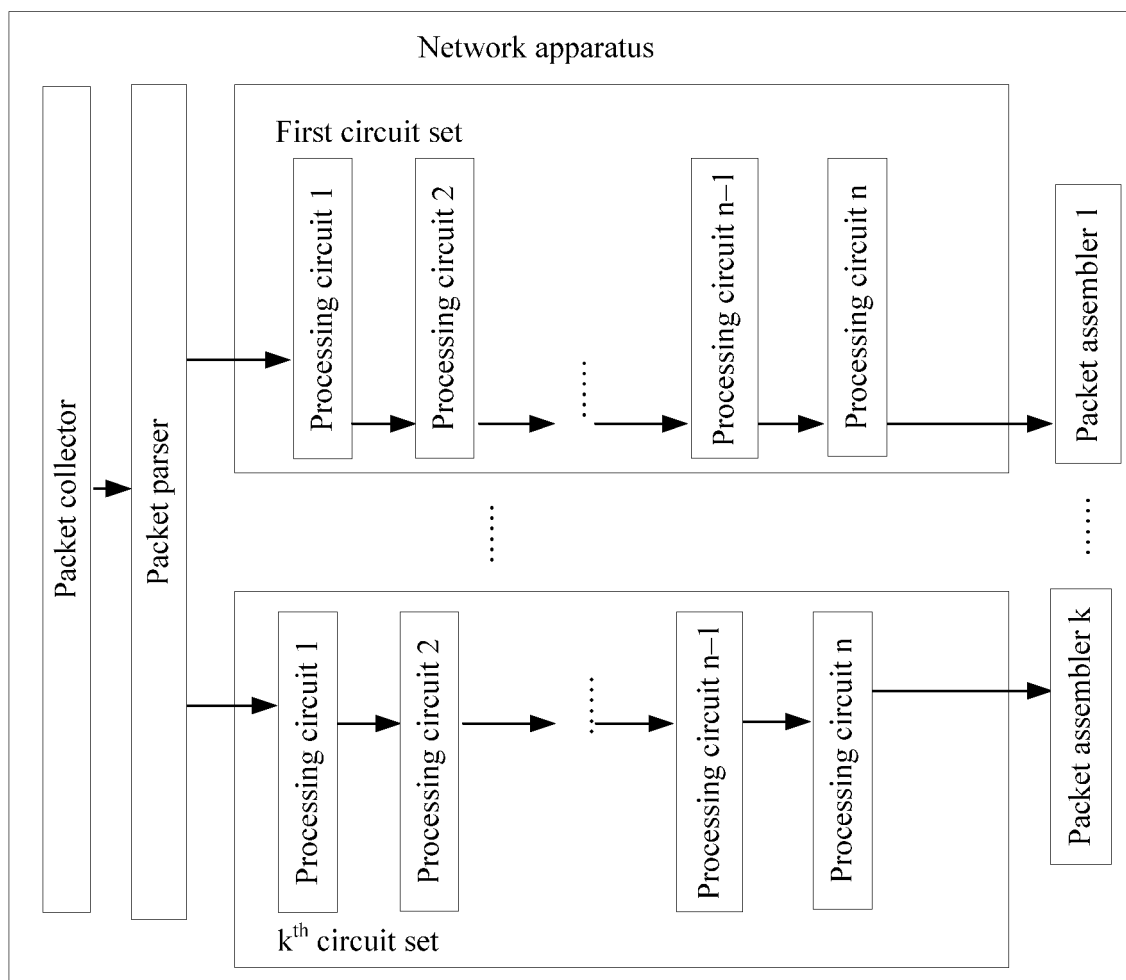 Network apparatus
Packet collector
Packet parser
First circuit set
Processing circuit 1
Processing circuit 2
......
Processing circuit n–1
Processing circuit n
Packet assembler 1
......
......
Processing circuit 1
Processing circuit 2
......
Processing circuit n–1
Processing circuit n
Packet assembler k
kth circuit set